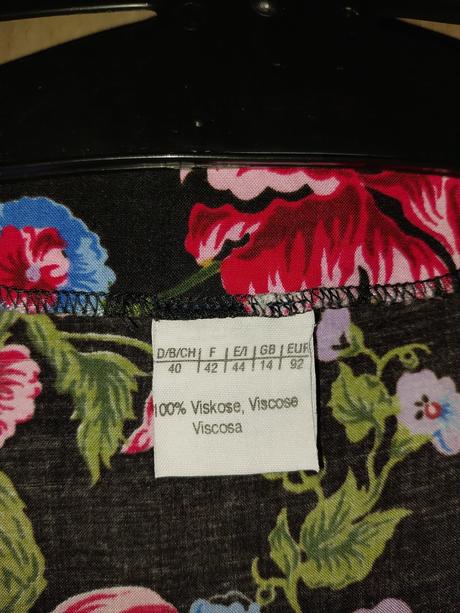 D/B/CH F E/I GB EUR
40 42 44 14 92
100% Viskose, Viscose
Viscosa